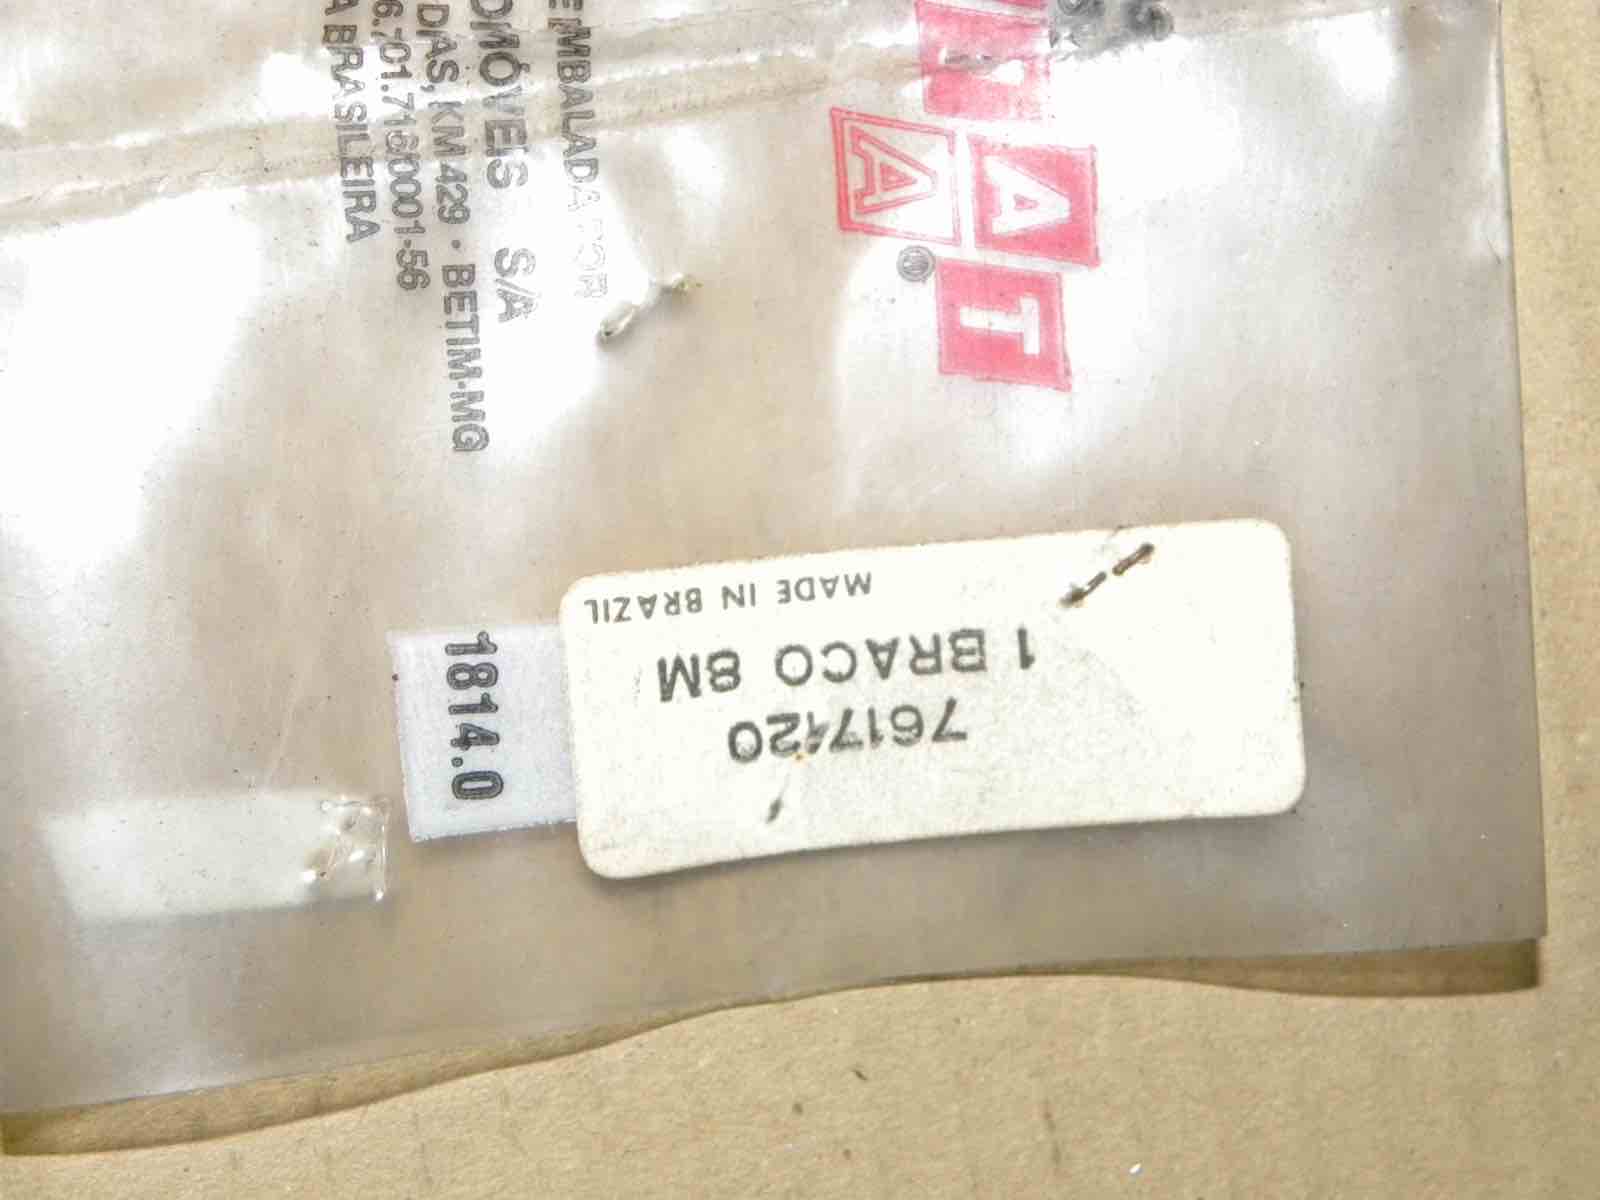 EMBALADA POR
OMÓVEIS S/A
DAS, KM 429 · BETIM·MG
6.701.716
0001-56
A BRASILEIRA
A
A
T
MADE IN BRAZIL
1 BRACO 8M
7617420
1814.0